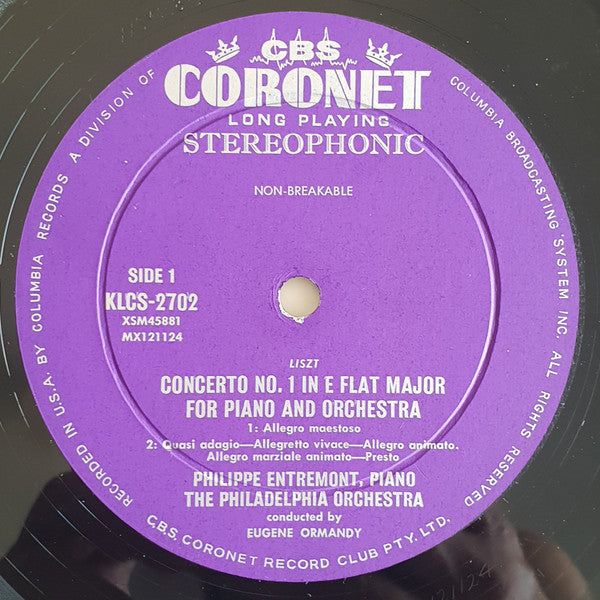 CBS
CORONET
LONG PLAYING
STEREOPHONIC
NON-BREAKABLE
SIDE 1
KLCS-2702
XSM45881
MX121124
LISZT
CONCERTO NO. 1 IN E FLAT MAJOR
FOR PIANO AND ORCHESTRA
1: Allegro maestoso
2: Quasi adagio—Allegretto vivace—Allegro animato.
Allegro marziale animato—Presto
PHILIPPE ENTREMONT, PIANO
THE PHILADELPHIA ORCHESTRA
conducted by
EUGENE ORMANDY
RECORDED IN U.S.A. BY COLUMBIA RECORDS A DIVISION OF COLUMBIA BROADCASTING SYSTEM INC. ALL RIGHTS RESERVED
C.B.S. CORONET RECORD CLUB PTY. LTD.
121124